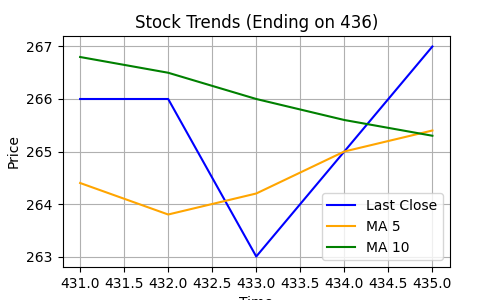 Stock Trends (Ending on 436)
Price
267
266
265
264
263
Last Close
MA 5
MA 10
431.0 431.5 432.0 432.5 433.0 433.5 434.0 434.5 435.0
Time